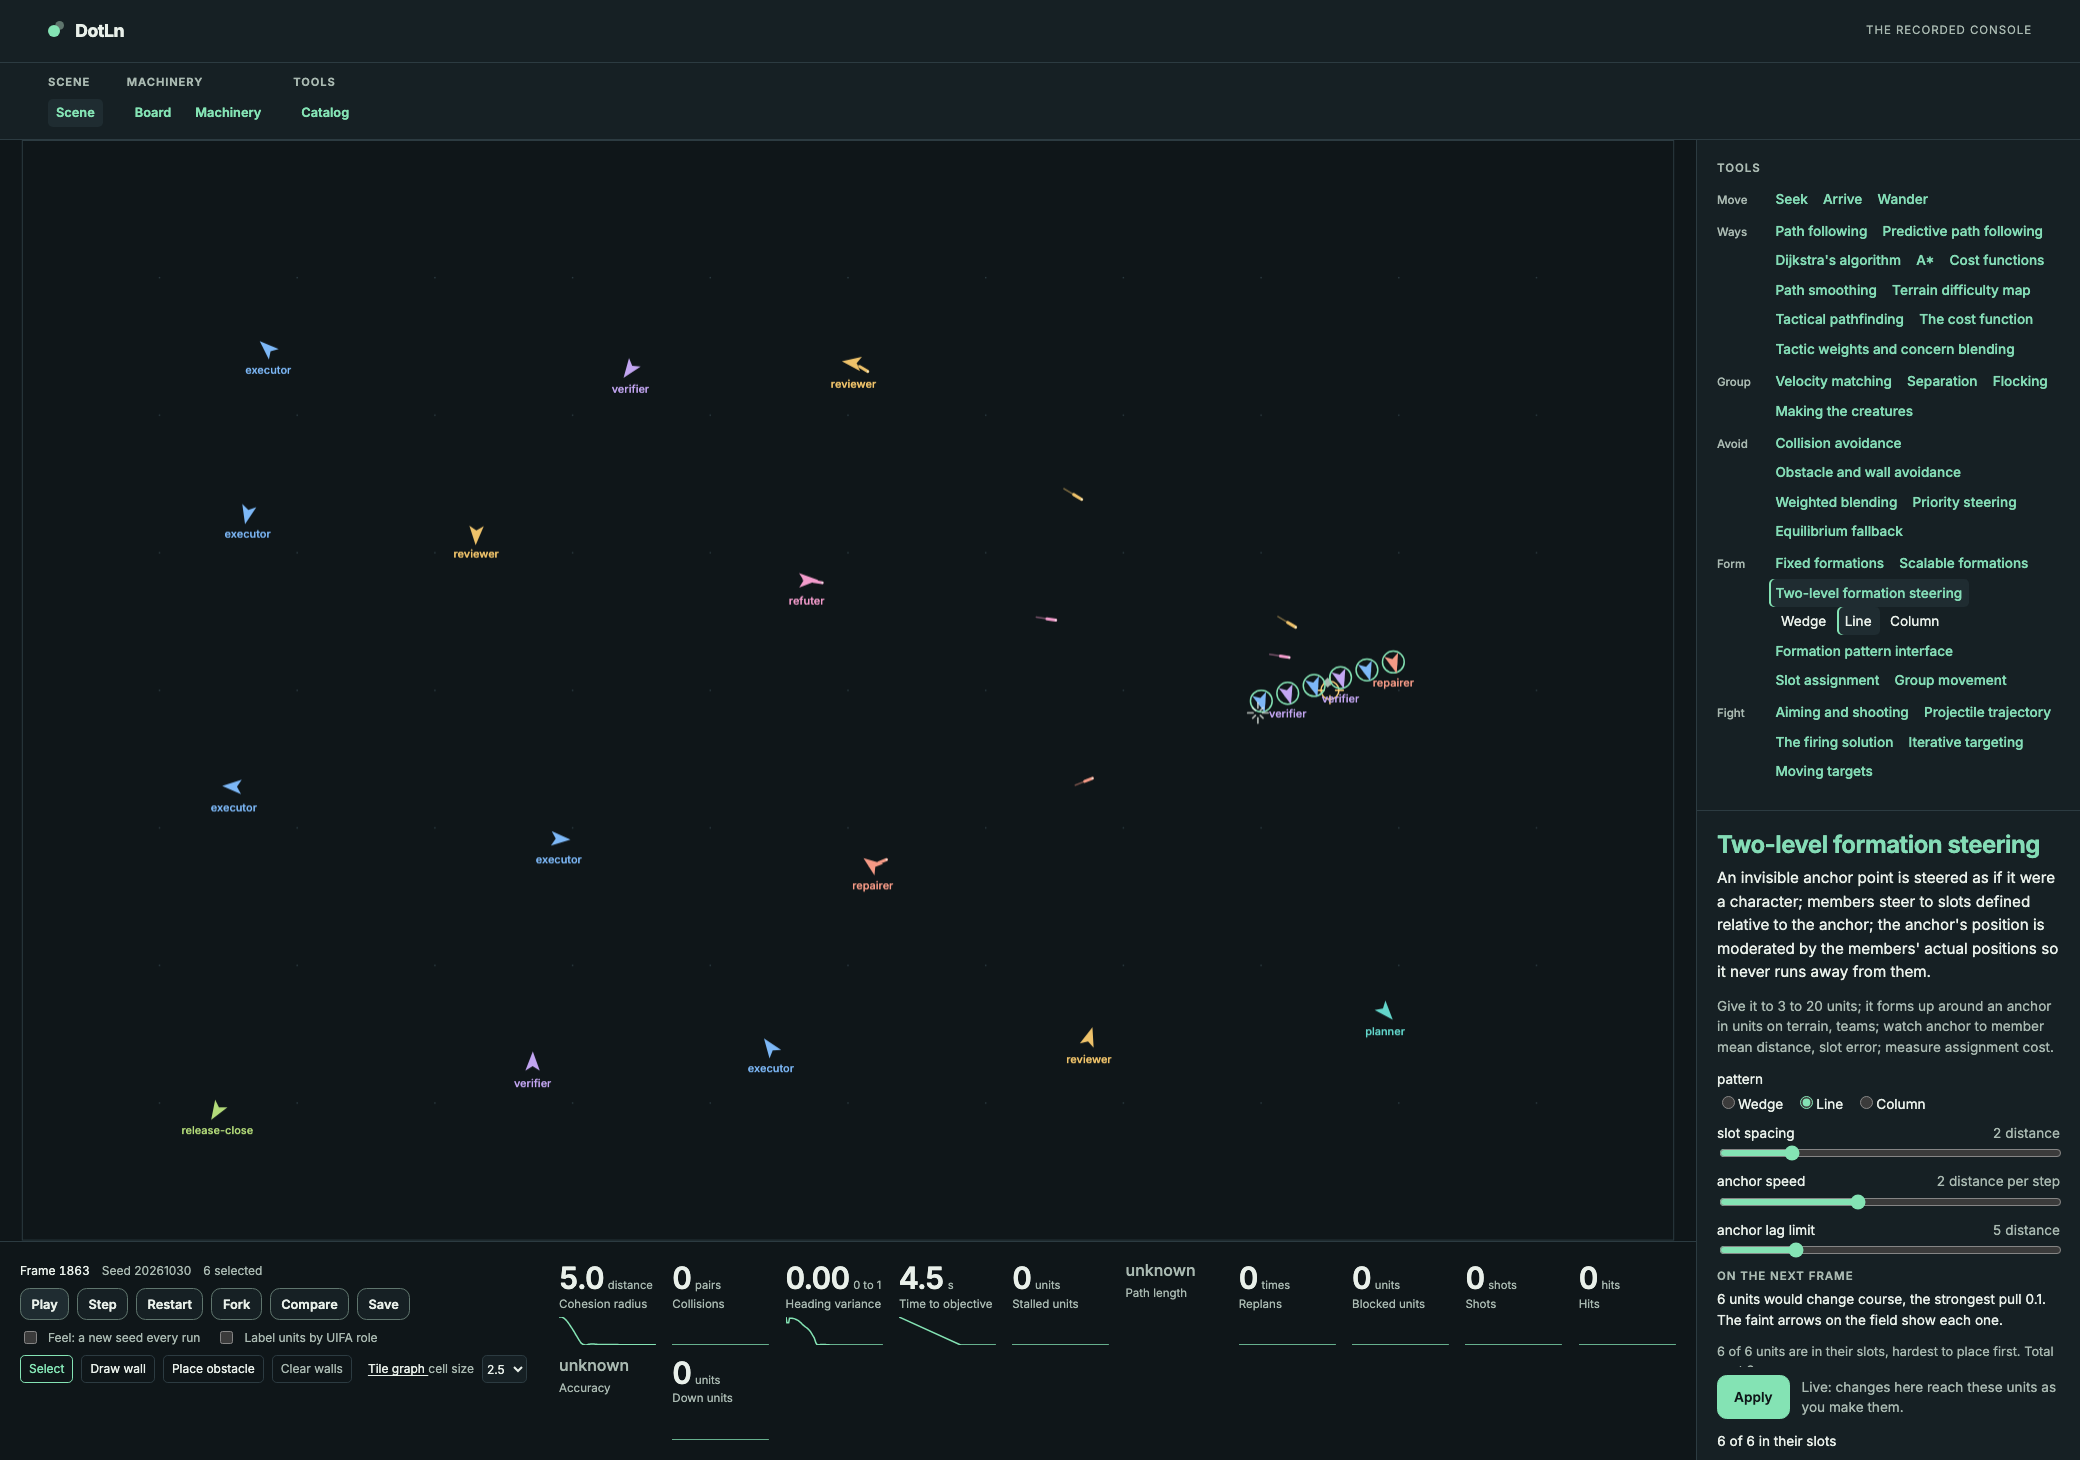 DotLn
THE RECORDED CONSOLE
SCENE
MACHINERY
TOOLS
Scene
Board
Machinery
Catalog
executor
verifier
reviewer
executor
reviewer
refuter
repairer
verifier
verifier
executor
executor
repairer
planner
reviewer
executor
verifier
release-close
TOOLS
Move
Seek Arrive Wander
Ways
Path following Predictive path following
Dijkstra's algorithm A* Cost functions
Path smoothing Terrain difficulty map
Tactical pathfinding The cost function
Tactic weights and concern blending
Group
Velocity matching Separation Flocking
Making the creatures
Avoid
Collision avoidance
Obstacle and wall avoidance
Weighted blending Priority steering
Equilibrium fallback
Form
Fixed formations Scalable formations
Two-level formation steering
Wedge Line Column
Formation pattern interface
Slot assignment Group movement
Fight
Aiming and shooting Projectile trajectory
The firing solution Iterative targeting
Moving targets
Two-level formation steering
An invisible anchor point is steered as if it were
a character; members steer to slots defined
relative to the anchor; the anchor's position is
moderated by the members' actual positions so
it never runs away from them.
Give it to 3 to 20 units; it forms up around an anchor
in units on terrain, teams; watch anchor to member
mean distance, slot error; measure assignment cost.
pattern
Wedge Line Column
slot spacing 2 distance
anchor speed 2 distance per step
anchor lag limit 5 distance
ON THE NEXT FRAME
6 units would change course, the strongest pull 0.1.
The faint arrows on the field show each one.
6 of 6 units are in their slots, hardest to place first. Total
Apply
Live: changes here reach these units as
you make them.
6 of 6 in their slots
Frame 1863 Seed 20261030 6 selected
Play Step Restart Fork Compare Save
Feel: a new seed every run Label units by UIFA role
Select Draw wall Place obstacle Clear walls Tile graph cell size 2.5
5.0 distance
Cohesion radius
0 pairs
Collisions
0.00 0 to 1
Heading variance
4.5 s
Time to objective
0 units
Stalled units
unknown
Path length
0 times
Replans
0 units
Blocked units
0 shots
Shots
0 hits
Hits
unknown
Accuracy
0 units
Down units